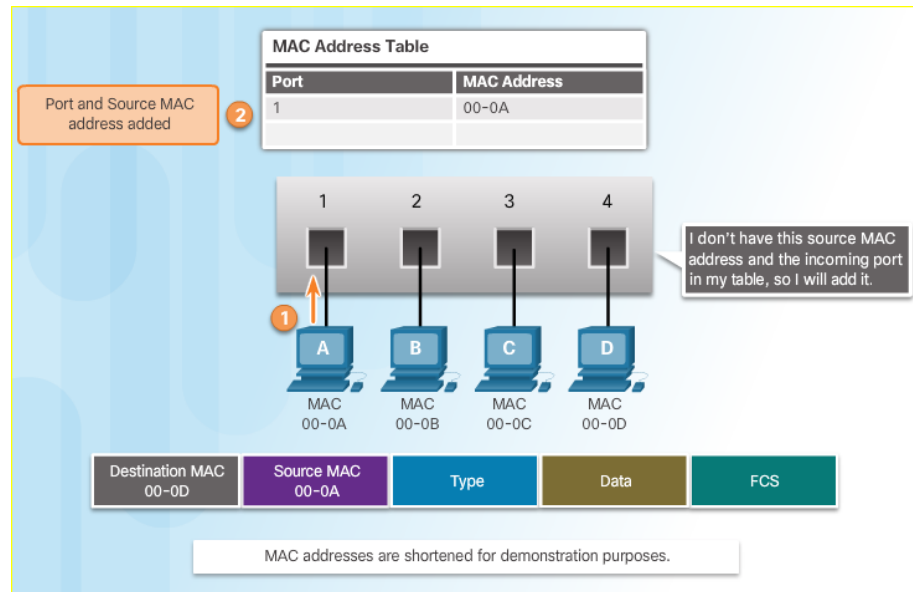 MAC Address Table
Port MAC Address
1 00-0A
Port and Source MAC
address added
2
1 2 3 4
I don't have this source MAC
address and the incoming port
in my table, so I will add it.
1
A B C D
MAC MAC MAC MAC
00-0A 00-0B 00-0C 00-0D
Destination MAC
00-0D
Source MAC
00-0A
Type
Data
FCS
MAC addresses are shortened for demonstration purposes.